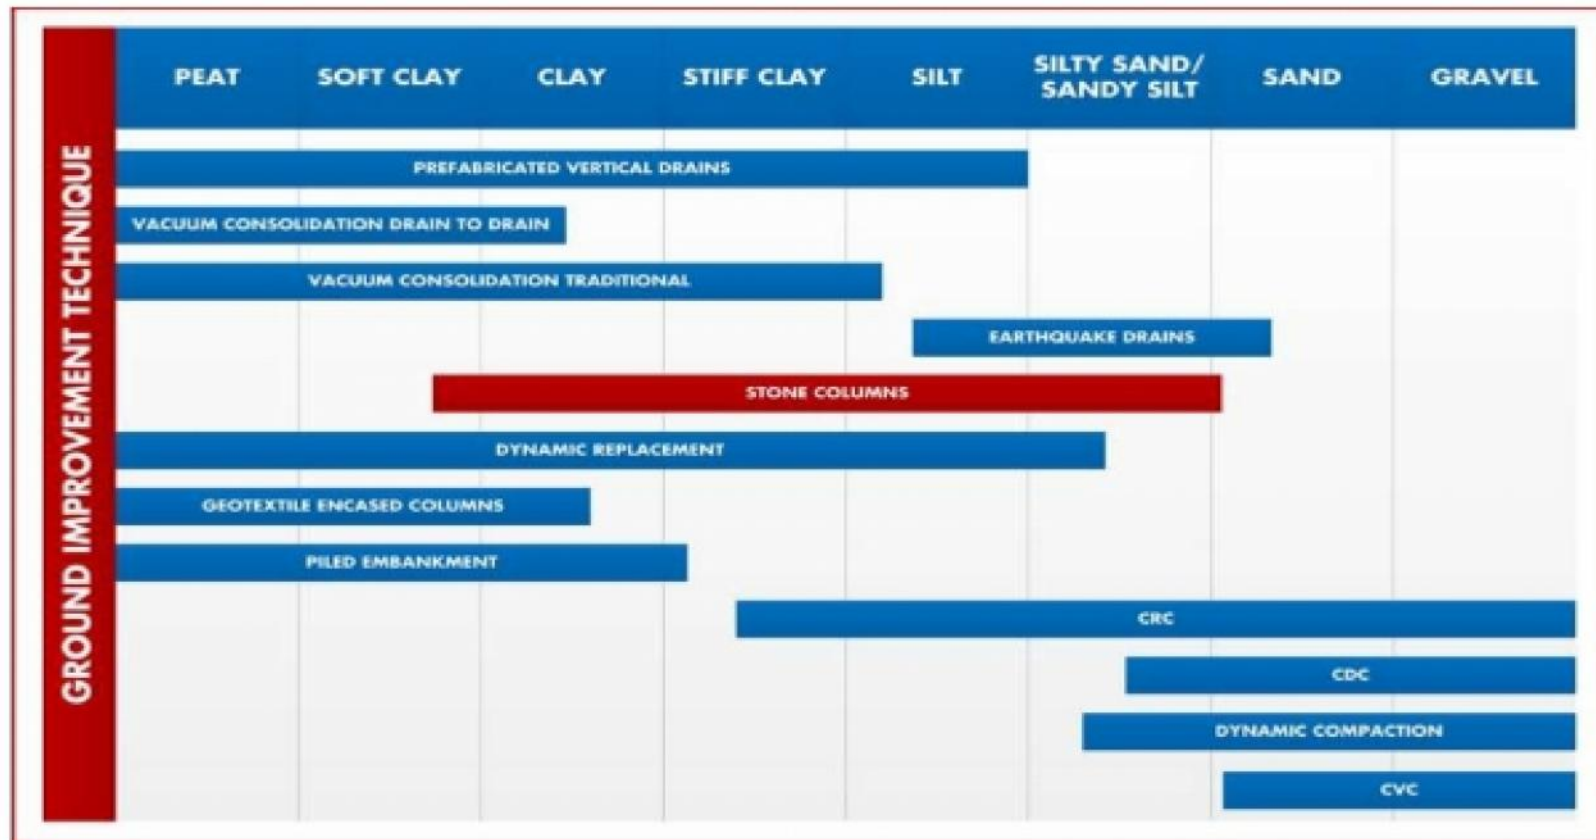 GROUND IMPROVEMENT TECHNIQUE
PEAT
SOFT CLAY
CLAY
STIFF CLAY
SILT
SILTY SAND/
SANDY SILT
SAND
GRAVEL
PREFABRICATED VERTICAL DRAINS
VACUUM CONSOLIDATION DRAIN TO DRAIN
VACUUM CONSOLIDATION TRADITIONAL
EARTHQUAKE DRAINS
STONE COLUMNS
DYNAMIC REPLACEMENT
GEOTEXTILE ENCASED COLUMNS
PILED EMBANKMENT
CRC
CDC
DYNAMIC COMPACTION
CVC